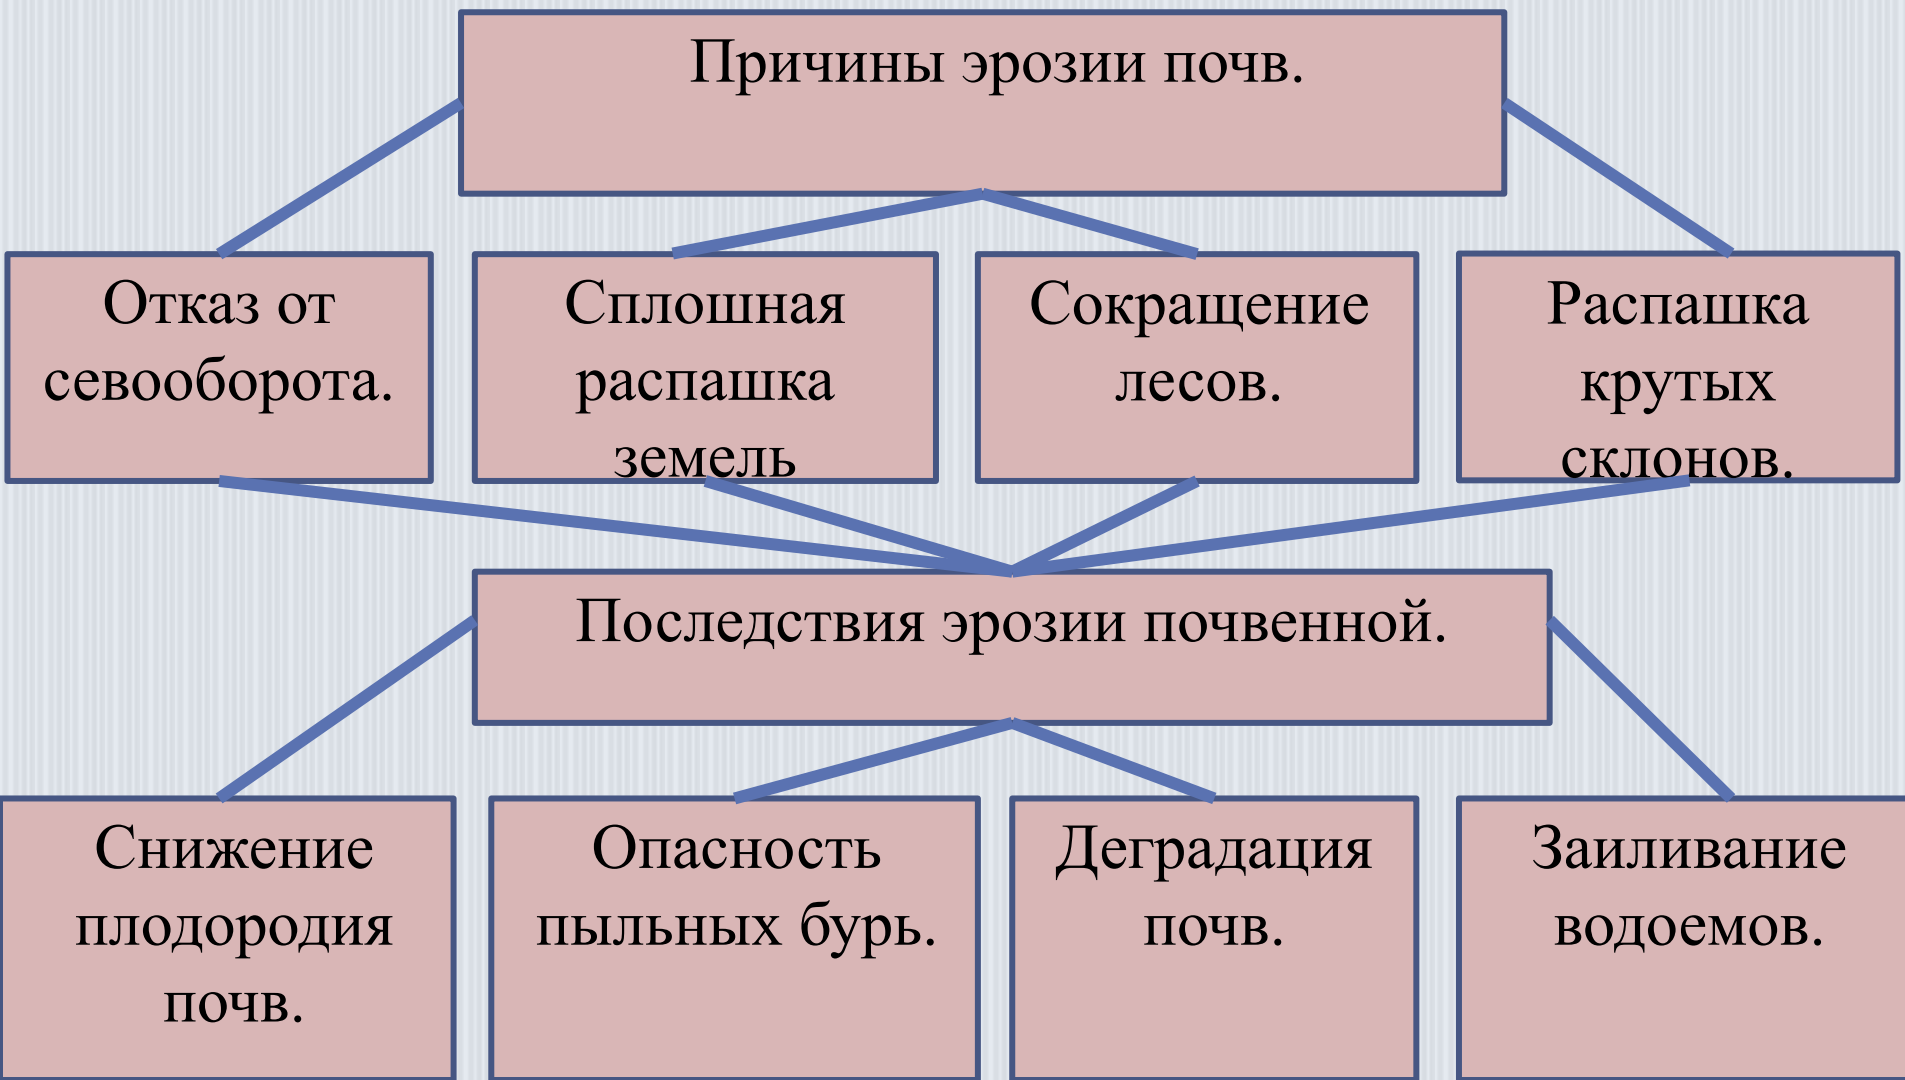 Причины эрозии почв.
Отказ от
севооборота.
Сплошная
распашка
земель
Сокращение
лесов.
Распашка
крутых
склонов.
Последствия эрозии почвенной.
Снижение
плодородия
почв.
Опасность
пыльных бурь.
Деградация
почв.
Заиливание
водоемов.